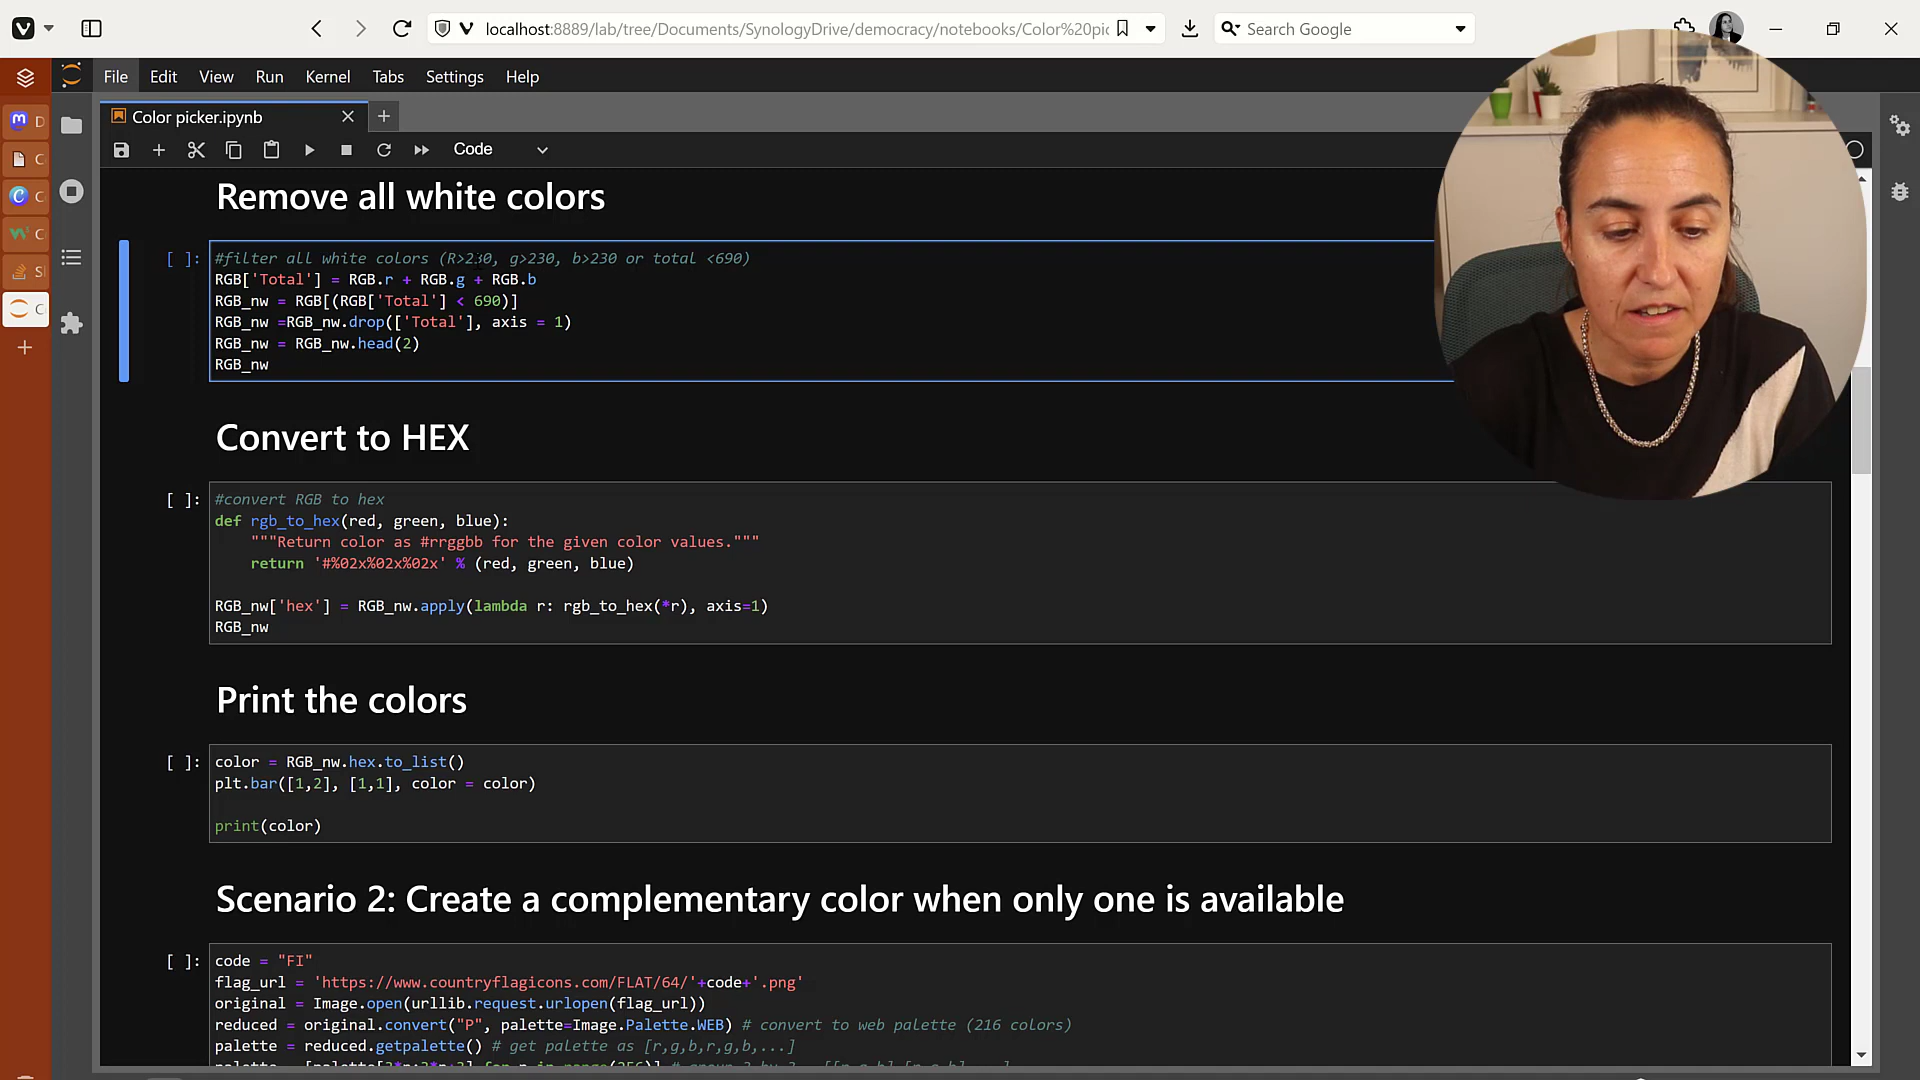 localhost:8889/lab/tree/Documents/SynologyDrive/democracy/notebooks/Color%20pic
Search Google
File Edit View Run Kernel Tabs Settings Help
Color picker.ipynb
Code
Remove all white colors
[ ]: #filter all white colors (R>230, g>230, b>230 or total <690)
RGB['Total'] = RGB.r + RGB.g + RGB.b
RGB_nw = RGB[(RGB['Total'] < 690)]
RGB_nw =RGB_nw.drop(['Total'], axis = 1)
RGB_nw = RGB_nw.head(2)
RGB_nw
Convert to HEX
[ ]: #convert RGB to hex
def rgb_to_hex(red, green, blue):
"""Return color as #rrggbb for the given color values."""
return '#%02x%02x%02x' % (red, green, blue)
RGB_nw['hex'] = RGB_nw.apply(lambda r: rgb_to_hex(*r), axis=1)
RGB_nw
Print the colors
[ ]: color = RGB_nw.hex.to_list()
plt.bar([1,2], [1,1], color = color)
print(color)
Scenario 2: Create a complementary color when only one is available
[ ]: code = "FI"
flag_url = 'https://www.countryflagicons.com/FLAT/64/'+code+'.png'
original = Image.open(urllib.request.urlopen(flag_url))
reduced = original.convert("P", palette=Image.Palette.WEB) # convert to web palette (216 colors)
palette = reduced.getpalette() # get palette as [r,g,b,r,g,b,...]